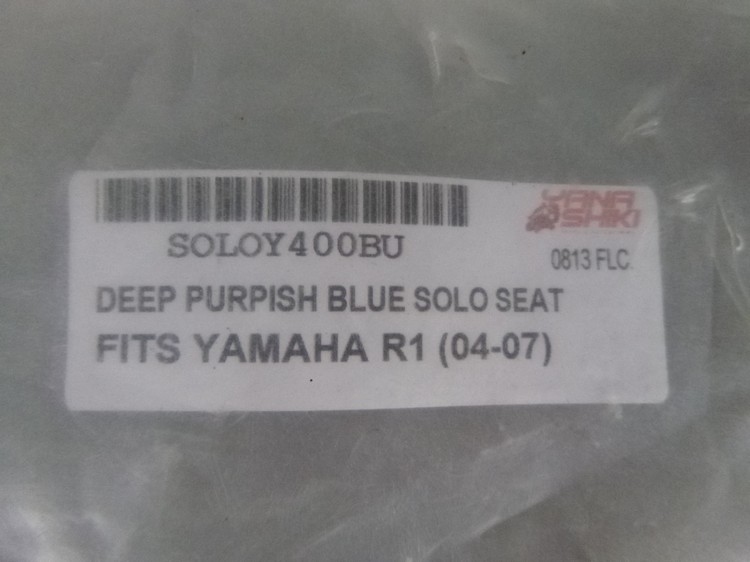 YANA
SHIKI
SOLOY400BU
0813 FLC.
DEEP PURPISH BLUE SOLO SEAT
FITS YAMAHA R1 (04-07)